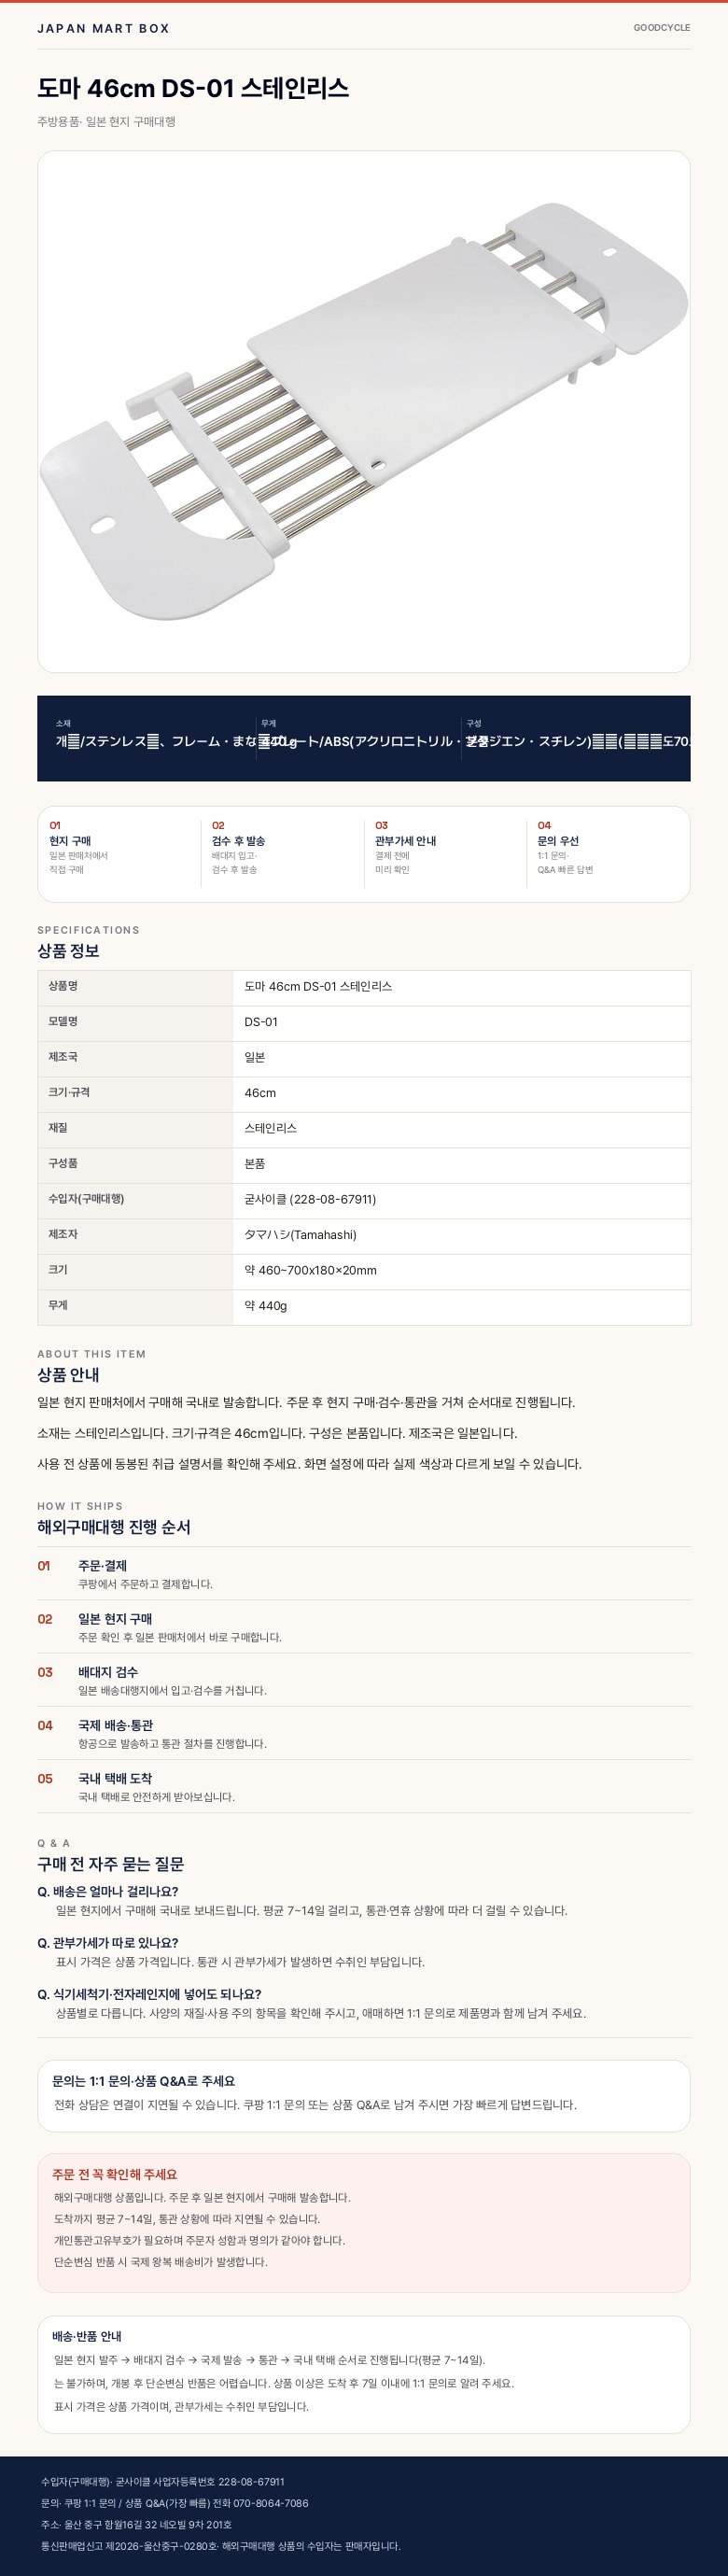 JAPAN MART BOX
GOODCYCLE
도마 46cm DS-01 스테인리스
주방용품· 일본 현지 구매대행
소재
무게
구성
01
현지 구매
일본 판매처에서
직접 구매
02
검수 후 발송
배대지 입고·
검수 후 발송
03
관부가세 안내
결제 전에
미리 확인
04
문의 우선
1:1 문의·
Q&A 빠른 답변
SPECIFICATIONS
상품 정보
상품명 도마 46cm DS-01 스테인리스
모델명 DS-01
제조국 일본
크기·규격 46cm
재질 스테인리스
구성품 본품
수입자(구매대행) 굳사이클 (228-08-67911)
제조자 タマハシ(Tamahashi)
크기 약 460~700x180×20mm
무게 약 440g
ABOUT THIS ITEM
상품 안내
일본 현지 판매처에서 구매해 국내로 발송합니다. 주문 후 현지 구매·검수·통관을 거쳐 순서대로 진행됩니다.
소재는 스테인리스입니다. 크기·규격은 46cm입니다. 구성은 본품입니다. 제조국은 일본입니다.
사용 전 상품에 동봉된 취급 설명서를 확인해 주세요. 화면 설정에 따라 실제 색상과 다르게 보일 수 있습니다.
HOW IT SHIPS
해외구매대행 진행 순서
01 주문·결제
쿠팡에서 주문하고 결제합니다.
02 일본 현지 구매
주문 확인 후 일본 판매처에서 바로 구매합니다.
03 배대지 검수
일본 배송대행지에서 입고·검수를 거칩니다.
04 국제 배송·통관
항공으로 발송하고 통관 절차를 진행합니다.
05 국내 택배 도착
국내 택배로 안전하게 받아보십니다.
Q & A
구매 전 자주 묻는 질문
Q. 배송은 얼마나 걸리나요?
일본 현지에서 구매해 국내로 보내드립니다. 평균 7~14일 걸리고, 통관·연휴 상황에 따라 더 걸릴 수 있습니다.
Q. 관부가세가 따로 있나요?
표시 가격은 상품 가격입니다. 통관 시 관부가세가 발생하면 수취인 부담입니다.
Q. 식기세척기·전자레인지에 넣어도 되나요?
상품별로 다릅니다. 사양의 재질·사용 주의 항목을 확인해 주시고, 애매하면 1:1 문의로 제품명과 함께 남겨 주세요.
문의는 1:1 문의·상품 Q&A로 주세요
전화 상담은 연결이 지연될 수 있습니다. 쿠팡 1:1 문의 또는 상품 Q&A로 남겨 주시면 가장 빠르게 답변드립니다.
주문 전 꼭 확인해 주세요
해외구매대행 상품입니다. 주문 후 일본 현지에서 구매해 발송합니다.
도착까지 평균 7~14일, 통관 상황에 따라 지연될 수 있습니다.
개인통관고유부호가 필요하며 주문자 성함과 명의가 같아야 합니다.
단순변심 반품 시 국제 왕복 배송비가 발생합니다.
배송·반품 안내
일본 현지 발주 → 배대지 검수 → 국제 발송 → 통관 → 국내 택배 순서로 진행됩니다(평균 7~14일).
는 불가하며, 개봉 후 단순변심 반품은 어렵습니다. 상품 이상은 도착 후 7일 이내에 1:1 문의로 알려 주세요.
표시 가격은 상품 가격이며, 관부가세는 수취인 부담입니다.
수입자(구매대행)· 굳사이클 사업자등록번호 228-08-67911
문의· 쿠팡 1:1 문의 / 상품 Q&A(가장 빠름) 전화 070-8064-7086
주소· 울산 중구 함월16길 32 네오빌 9차 201호
통신판매업신고 제2026-울산중구-0280호· 해외구매대행 상품의 수입자는 판매자입니다.